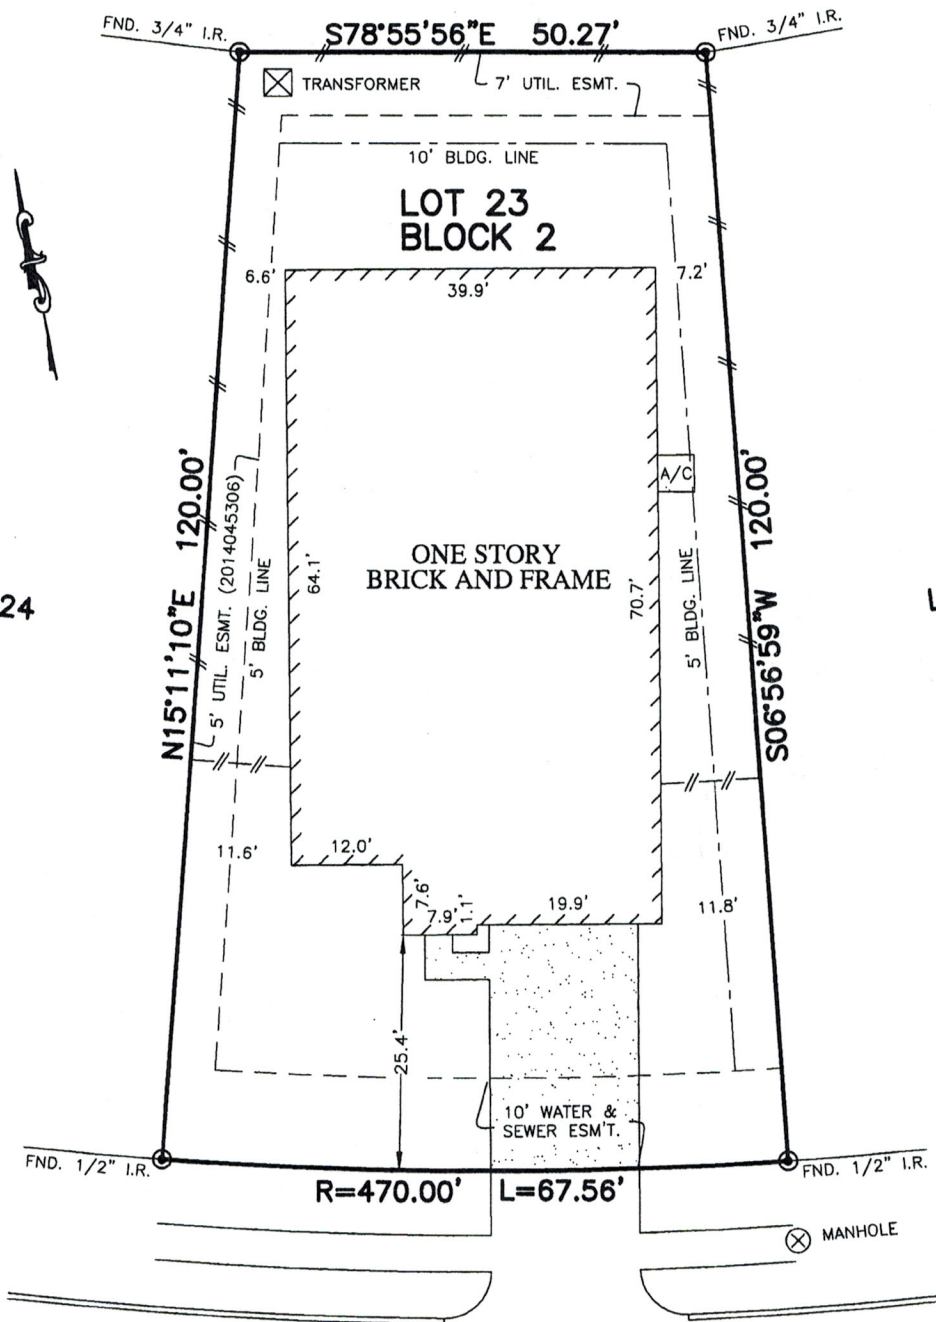 FND. 3/4" I.R.
S78°55'56"E 50.27'
FND. 3/4" I.R.
TRANSFORMER
7' UTIL. ESMT.
10' BLDG. LINE
LOT 23
BLOCK 2
6.6'
39.9'
7.2'
N15°11'10"E 120.00'
5' UTIL. ESMT. (2014045306)
5' BLDG. LINE
64.1'
ONE STORY
BRICK AND FRAME
70.7'
A/C
5' BLDG. LINE
S06°56'59"W 120.00'
24
L
11.6'
12.0'
7.6'
7.9'
1.1'
19.9'
11.8'
25.4'
10' WATER &
SEWER ESM'T.
FND. 1/2" I.R.
R=470.00' L=67.56'
FND. 1/2" I.R.
MANHOLE